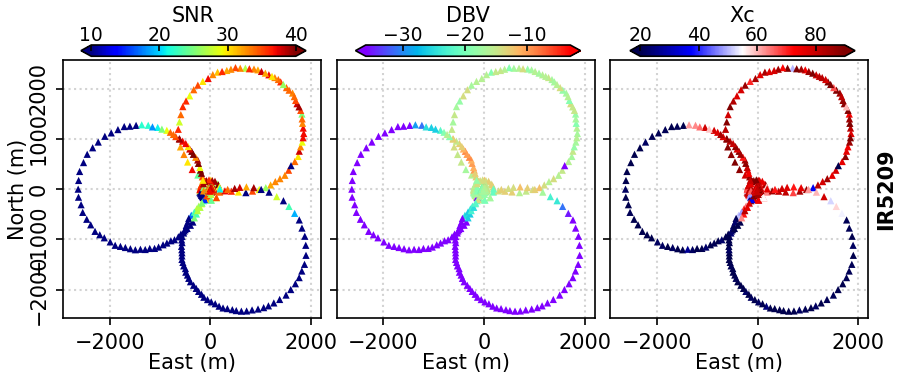 SNR DBV Xc
10 20 30 40 −30 −20 −10 20 40 60 80
North (m)
2000
1000
0
−1000
−2000
IR5209
−2000 0 2000 −2000 0 2000 −2000 0 2000
East (m) East (m) East (m)